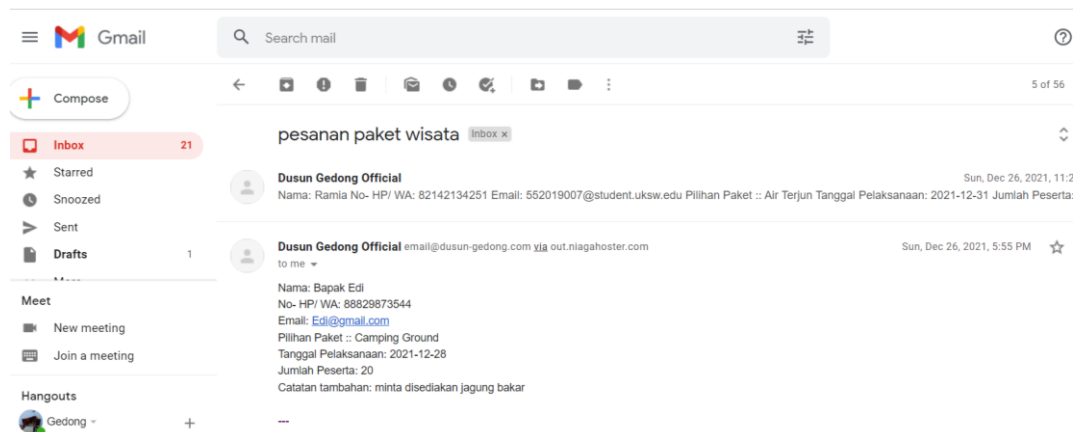 Gmail
Search mail
Compose
5 of 56
pesanan paket wisata Inbox x
Inbox 21
Starred
Snoozed
Sent
Drafts 1
Meet
New meeting
Join a meeting
Hangouts
Gedong
Dusun Gedong Official Sun, Dec 26, 2021, 11:2
Nama: Ramia No- HP/ WA: 82142134251 Email: 552019007@student.uksw.edu Pilihan Paket :: Air Terjun Tanggal Pelaksanaan: 2021-12-31 Jumlah Peserta:
Dusun Gedong Official email@dusun-gedong.com via out.niagahoster.com Sun, Dec 26, 2021, 5:55 PM
to me
Nama: Bapak Edi
No- HP/ WA: 88829873544
Email: Edi@gmail.com
Pilihan Paket :: Camping Ground
Tanggal Pelaksanaan: 2021-12-28
Jumlah Peserta: 20
Catatan tambahan: minta disediakan jagung bakar
---